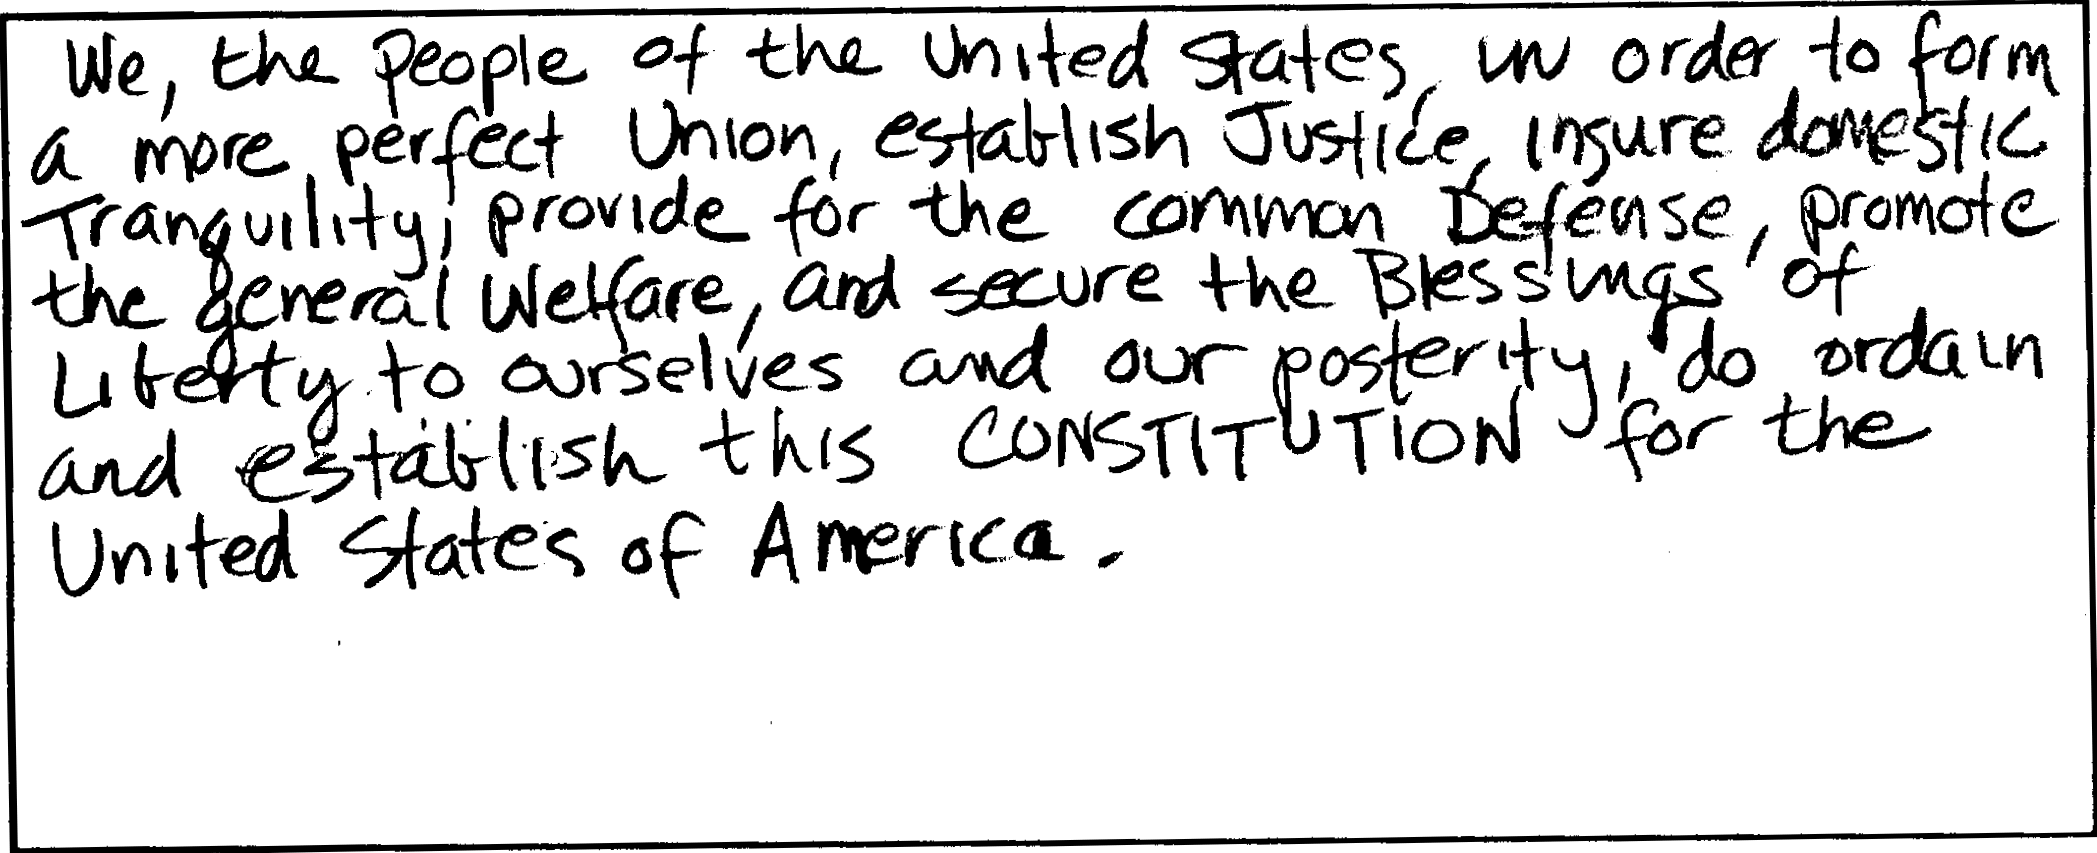 We, the People of the United States, in order to form
a more perfect Union, establish Justice, insure domestic
Tranquility, provide for the common Defense, promote
the general Welfare, and secure the Blessings of
Liberty to ourselves and our posterity, do ordain
and establish this CONSTITUTION for the
United States of America.